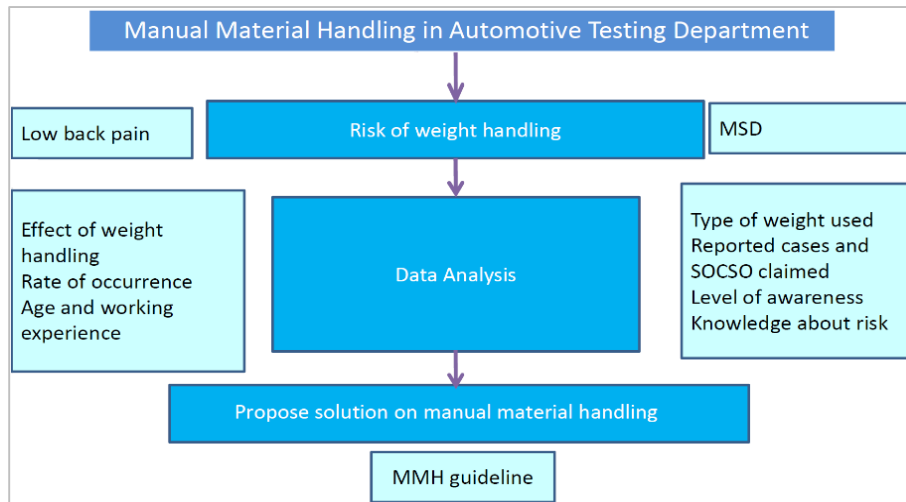 Manual Material Handling in Automotive Testing Department
Low back pain
Risk of weight handling
MSD
Effect of weight
handling
Rate of occurrence
Age and working
experience
Data Analysis
Type of weight used
Reported cases and
SOCSO claimed
Level of awareness
Knowledge about risk
Propose solution on manual material handling
MMH guideline